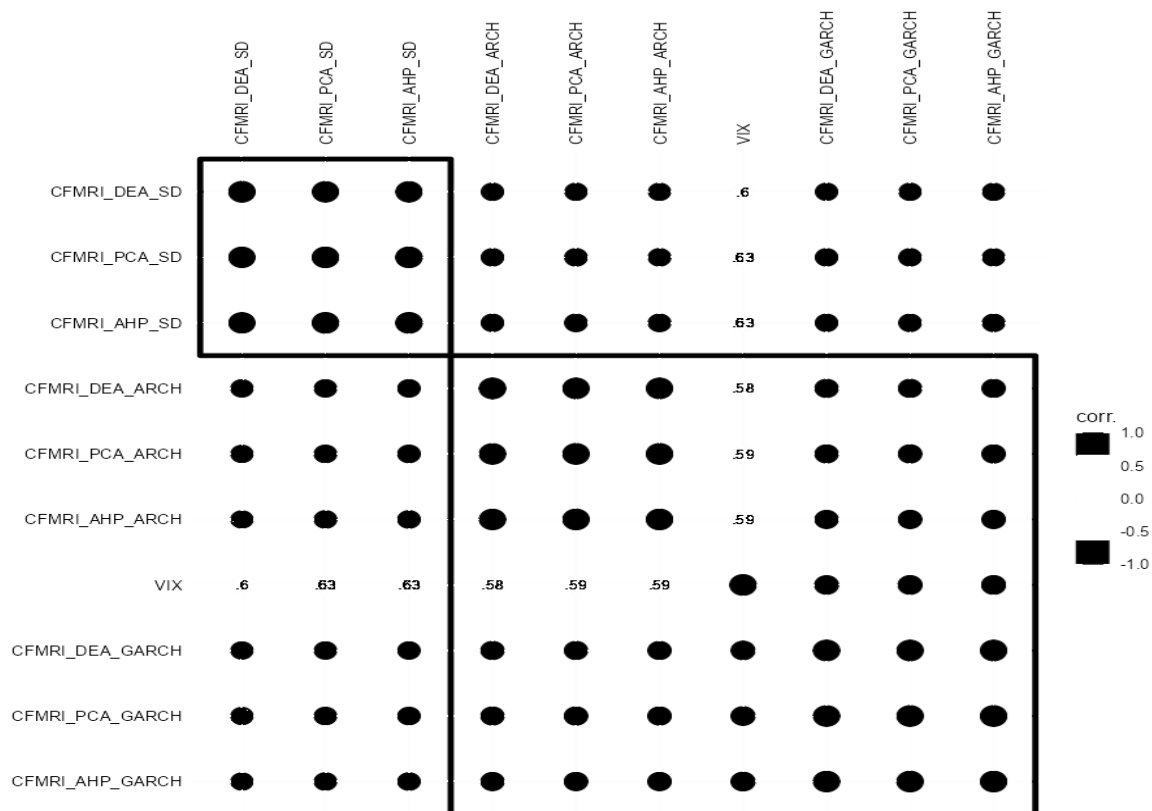 CFMRI_DEA_SD
CFMRI_PCA_SD
CFMRI_AHP_SD
CFMRI_DEA_ARCH
CFMRI_PCA_ARCH
CFMRI_AHP_ARCH
VIX
CFMRI_DEA_GARCH
CFMRI_PCA_GARCH
CFMRI_AHP_GARCH
CFMRI_DEA_SD .6
CFMRI_PCA_SD .63
CFMRI_AHP_SD .63
CFMRI_DEA_ARCH .58
CFMRI_PCA_ARCH .59
CFMRI_AHP_ARCH .59
VIX .6 .63 .63 .58 .59 .59
CFMRI_DEA_GARCH
CFMRI_PCA_GARCH
CFMRI_AHP_GARCH
corr.
1.0
0.5
0.0
-0.5
-1.0